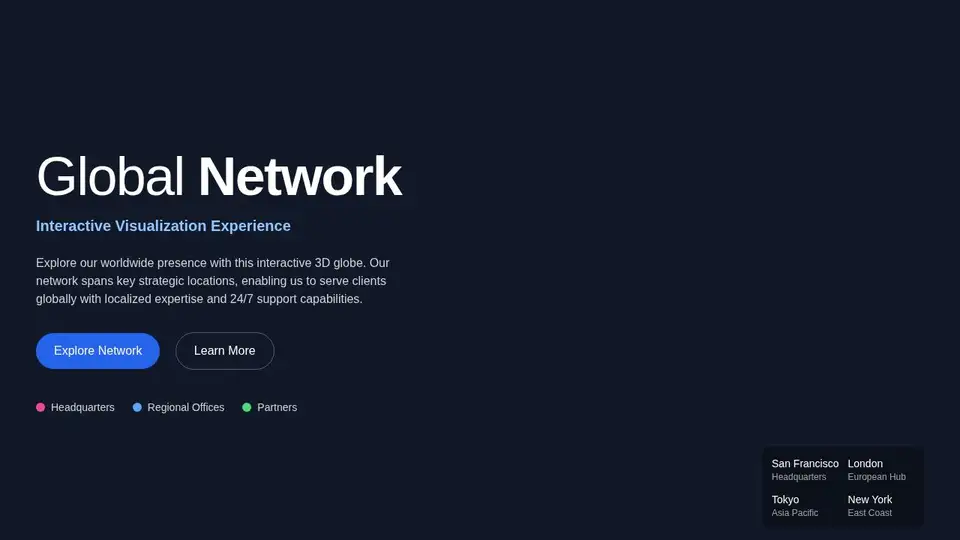 Global Network
Interactive Visualization Experience
Explore our worldwide presence with this interactive 3D globe. Our
network spans key strategic locations, enabling us to serve clients
globally with localized expertise and 24/7 support capabilities.
Explore Network
Learn More
Headquarters
Regional Offices
Partners
San Francisco
Headquarters
London
European Hub
Tokyo
Asia Pacific
New York
East Coast